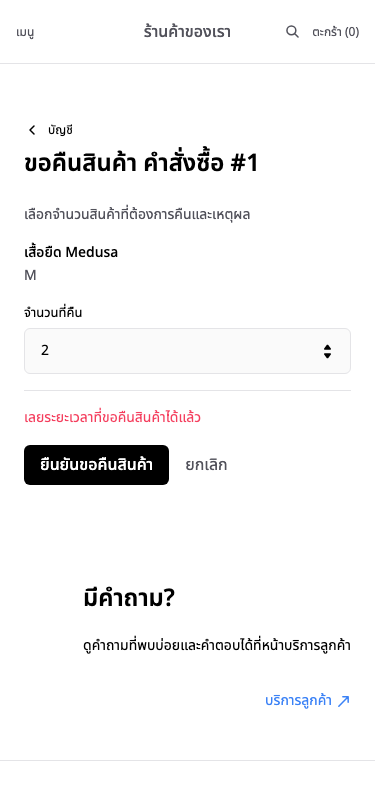 เมนู
ร้านค้าของเรา
ตะกร้า (0)
บัญชี
ขอคืนสินค้า คำสั่งซื้อ #1
เลือกจำนวนสินค้าที่ต้องการคืนและเหตุผล
เสื้อยืด Medusa
M
จำนวนที่คืน
2
เลยระยะเวลาที่ขอคืนสินค้าได้แล้ว
ยืนยันขอคืนสินค้า
ยกเลิก
มีคำถาม?
ดูคำถามที่พบบ่อยและคำตอบได้ที่หน้าบริการลูกค้า
บริการลูกค้า